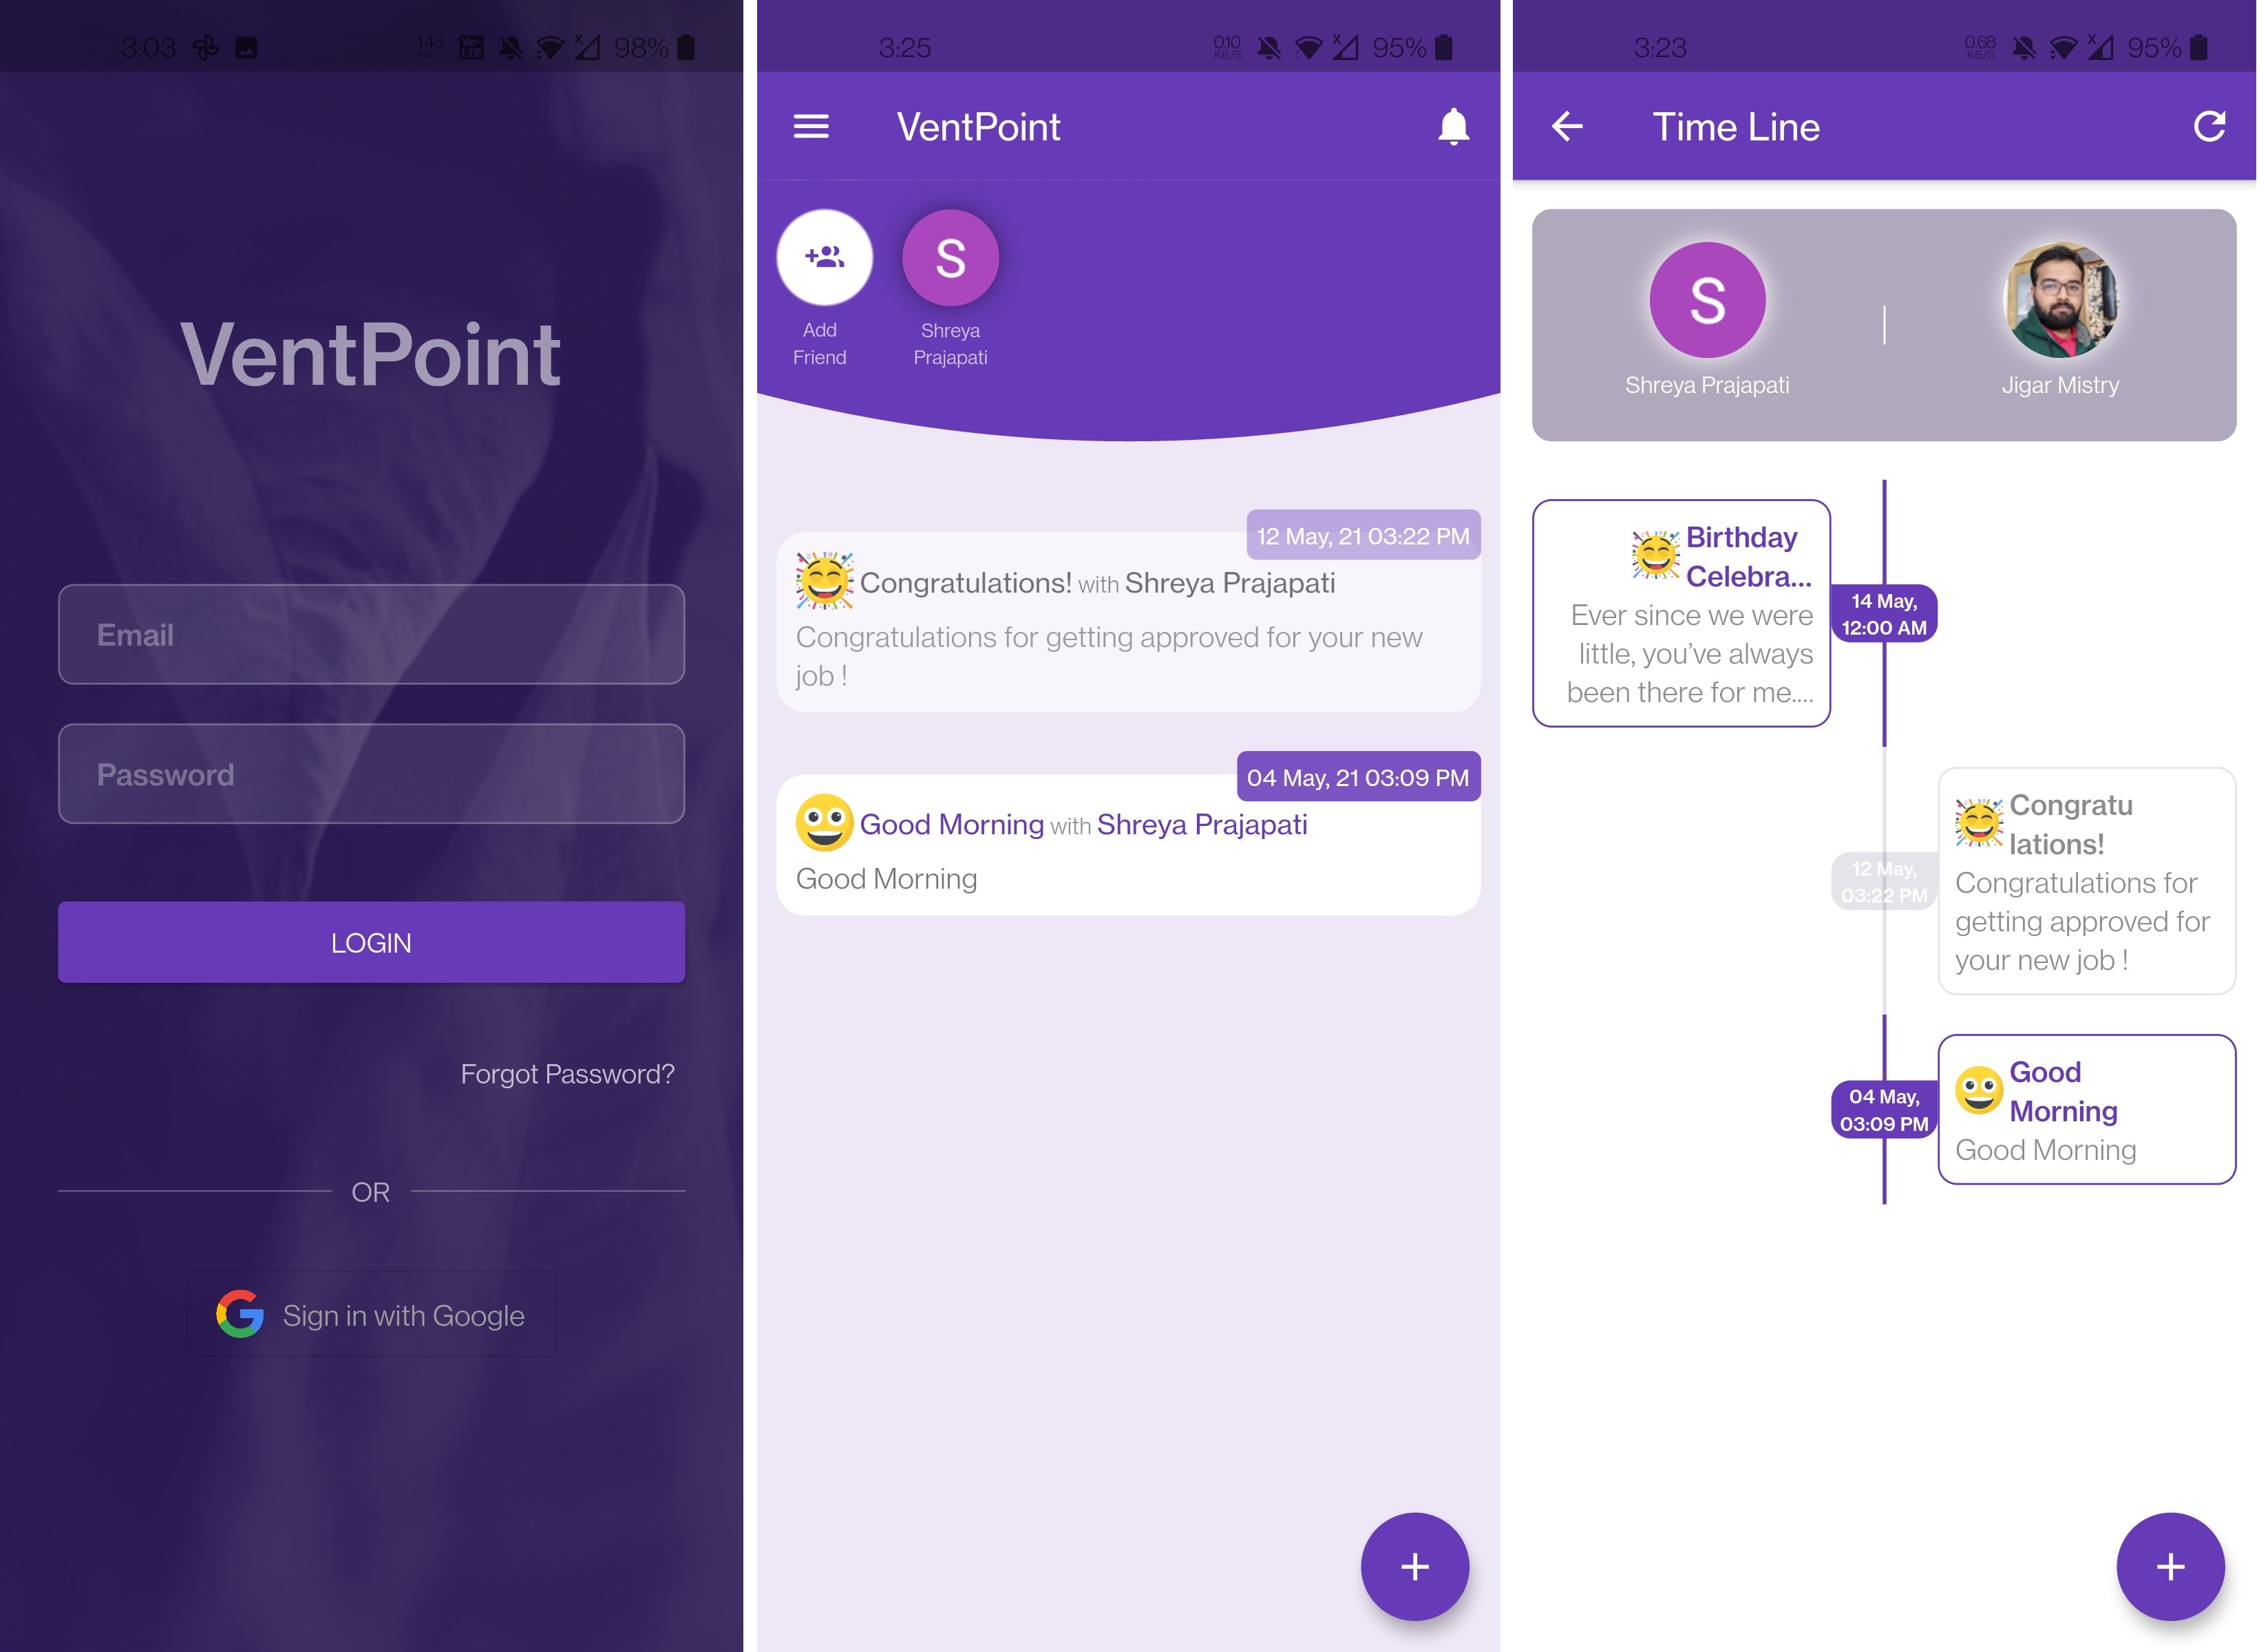 3:03
1.43
KB/S
Vo»
LTE
98%
VentPoint
Email
Password
LOGIN
Forgot Password?
OR
Sign in with Google
3:25
0.10
KB/S
95%
VentPoint
Add
Friend
S
Shreya
Prajapati
12 May, 21 03:22 PM
Congratulations! with Shreya Prajapati
Congratulations for getting approved for your new
job !
04 May, 21 03:09 PM
Good Morning with Shreya Prajapati
Good Morning
3:23
0.68
KB/S
95%
Time Line
S
Shreya Prajapati
Jigar Mistry
Birthday
Celebra...
Ever since we were
little, you’ve always
been there for me....
14 May,
12:00 AM
Congratu
lations!
Congratulations for
getting approved for
your new job !
12 May,
03:22 PM
Good
Morning
Good Morning
04 May,
03:09 PM